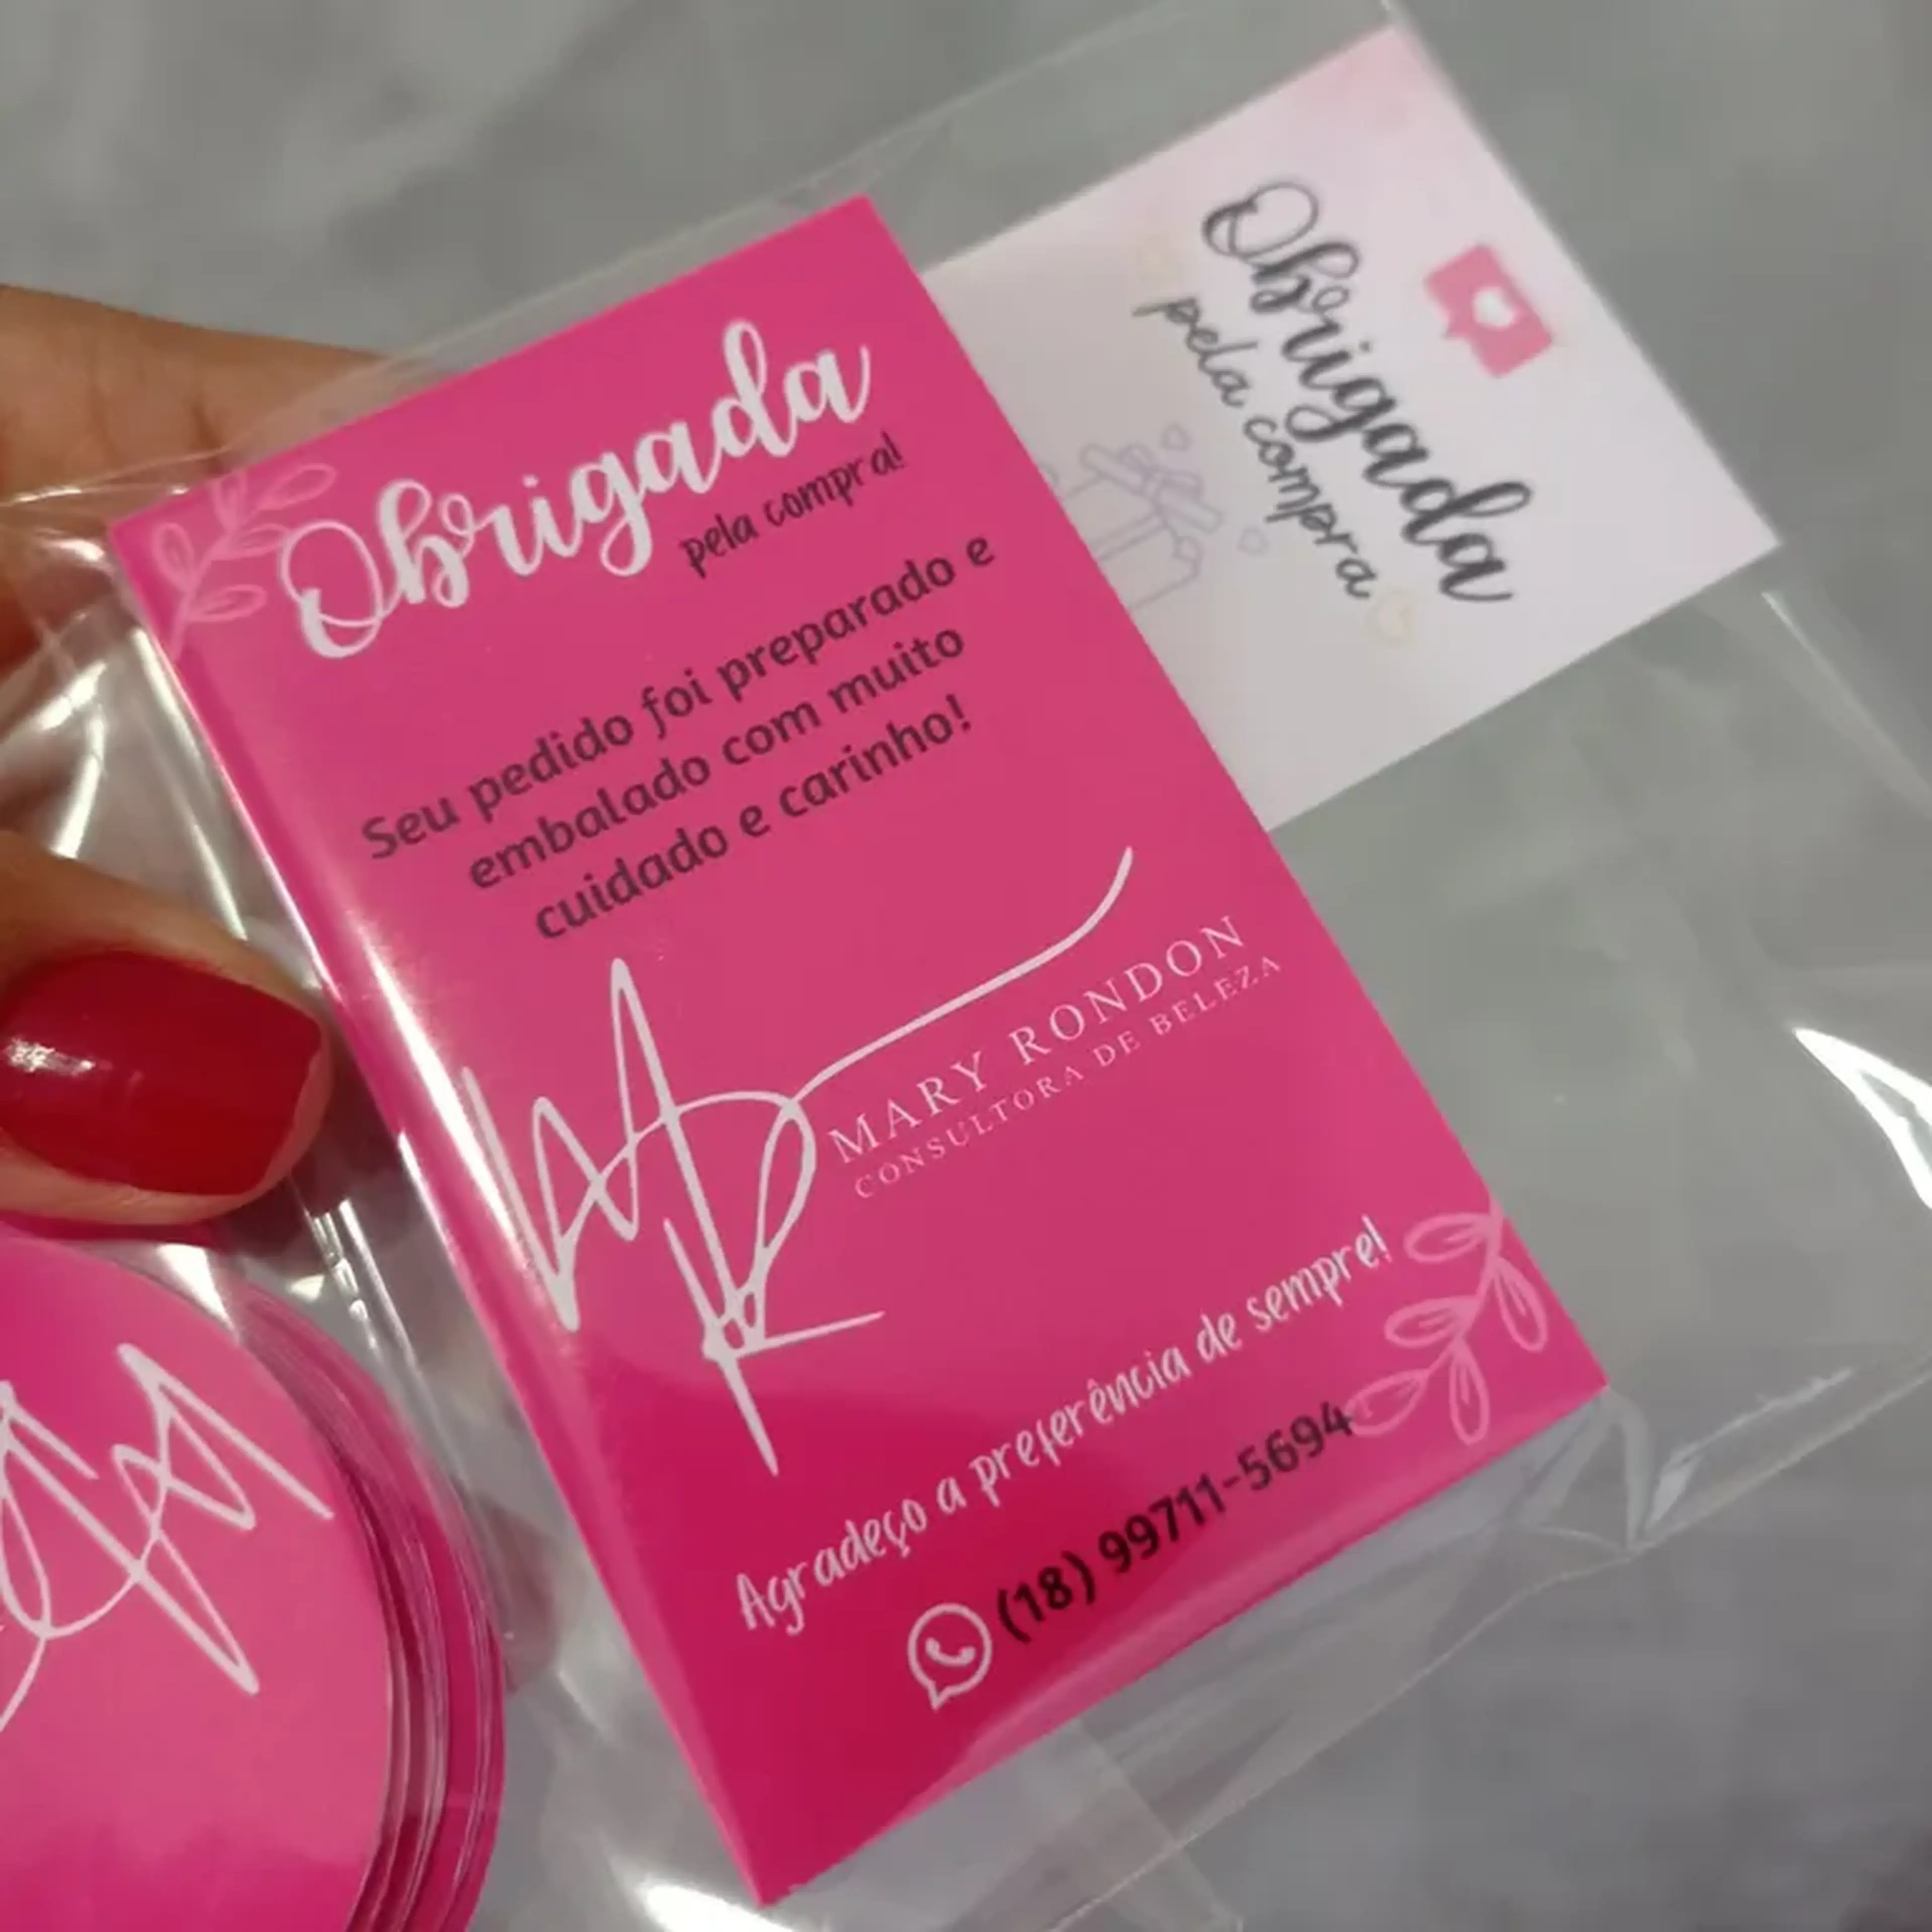 Obrigada
pela compra!
Seu pedido foi preparado e
embalado com muito
cuidado e carinho!
MARY RONDON
CONSULTORA DE BELEZA
Agradeço a preferência de sempre!
(18) 99711-5694
Obrigada
pela compra